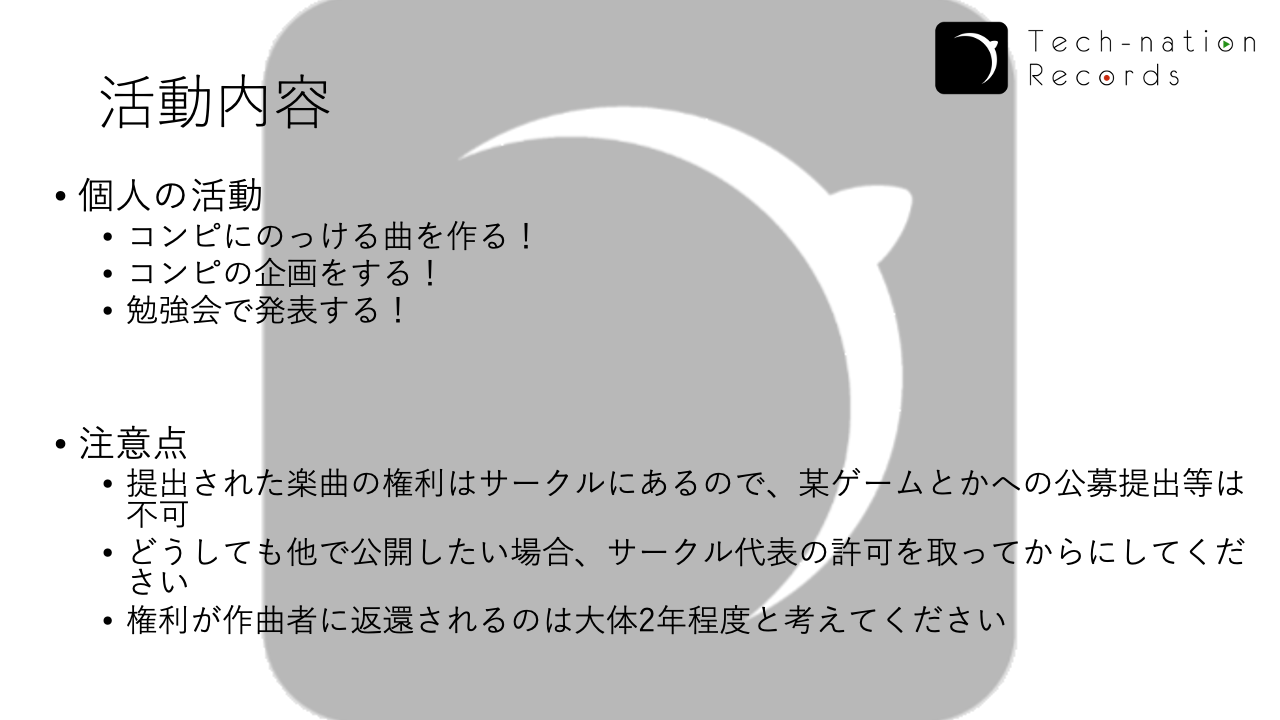 Tech-nation
Records
活動内容
• 個人の活動
• コンピにのっける曲を作る！
• コンピの企画をする！
• 勉強会で発表する！
• 注意点
• 提出された楽曲の権利はサークルにあるので、某ゲームとかへの公募提出等は
不可
• どうしても他で公開したい場合、サークル代表の許可を取ってからにしてくだ
さい
• 権利が作曲者に返還されるのは大体2年程度と考えてください